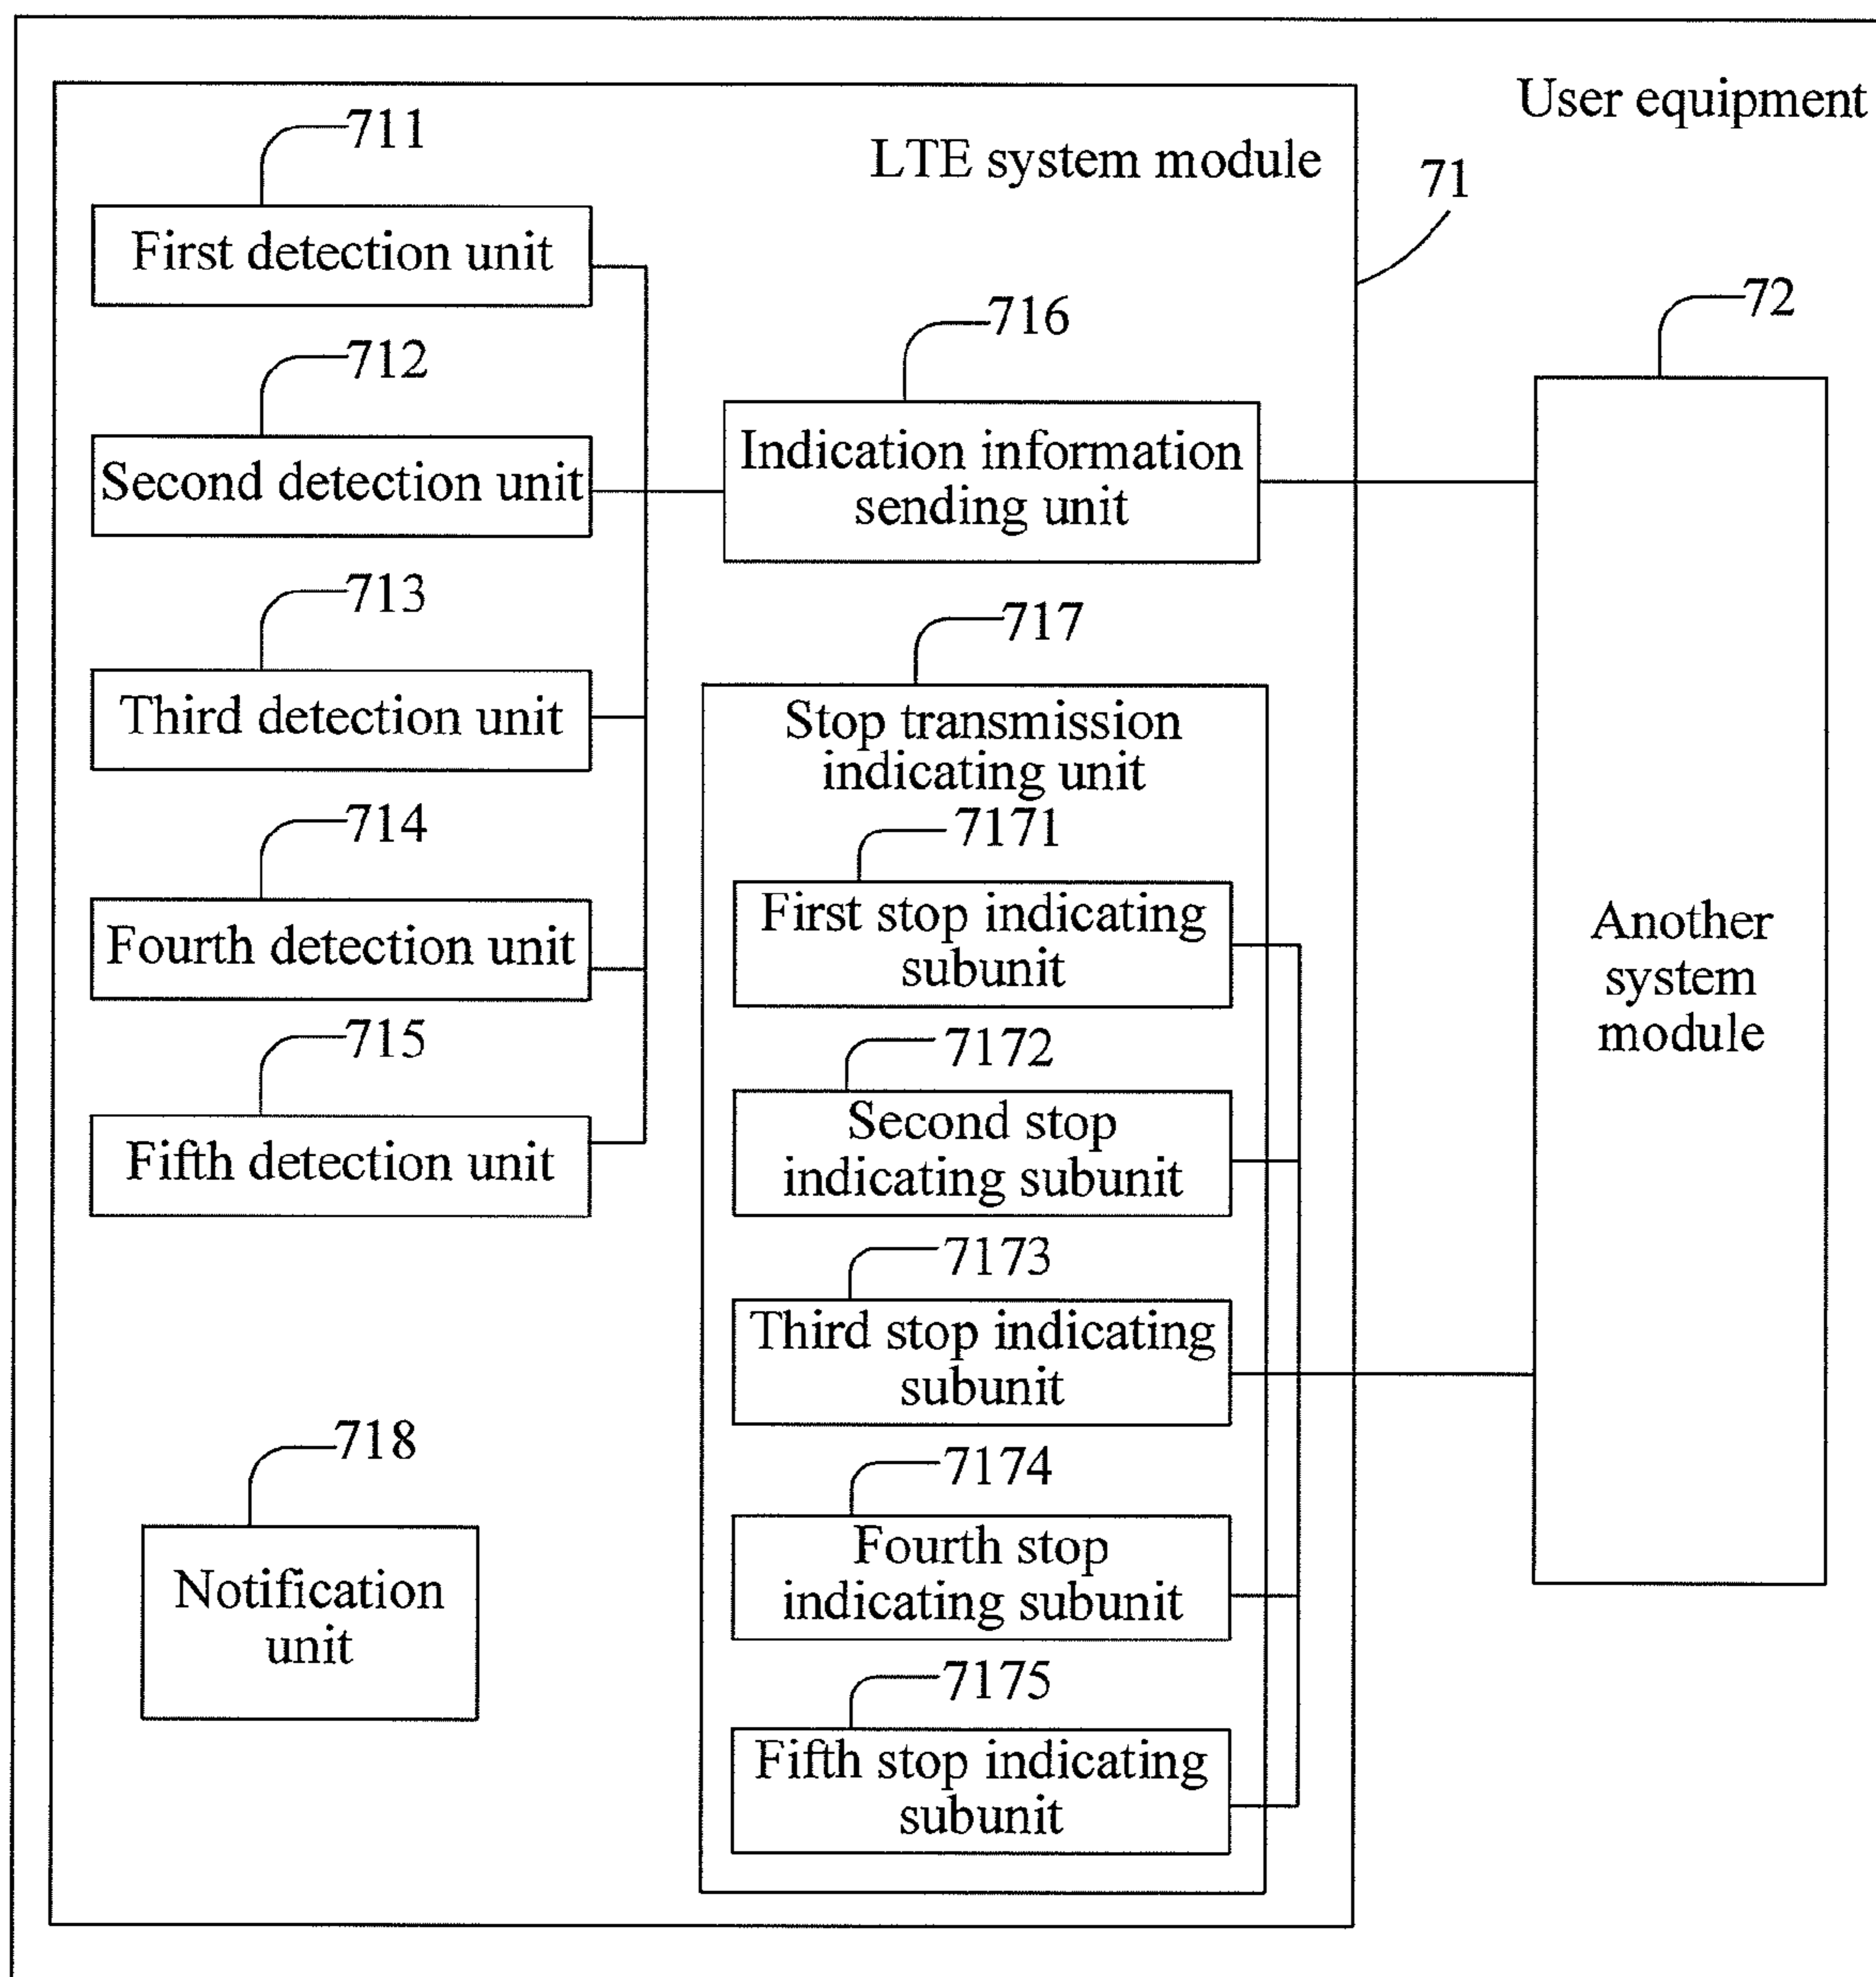 User equipment
LTE system module
71
711
First detection unit
712
Second detection unit
713
Third detection unit
714
Fourth detection unit
715
Fifth detection unit
716
Indication information
sending unit
717
Stop transmission
indicating unit
7171
First stop indicating
subunit
7172
Second stop
indicating subunit
7173
Third stop indicating
subunit
7174
Fourth stop
indicating subunit
7175
Fifth stop indicating
subunit
718
Notification
unit
72
Another
system
module